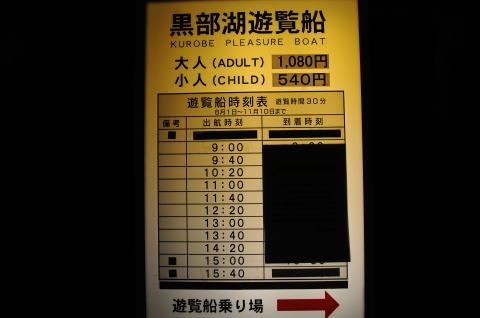 黒部湖遊覧船
KUROBE PLEASURE BOAT
大人(ADULT) 1,080円
小人(CHILD) 540円
遊覧船時刻表 遊覧時間30分
6月1日～11月10日まで
備考 出航時刻 到着時刻
■
9:00
9:40
10:20
11:00
11:40
12:20
13:00
13:40
14:20
■ 15:00
■ 15:40
遊覧船乗り場